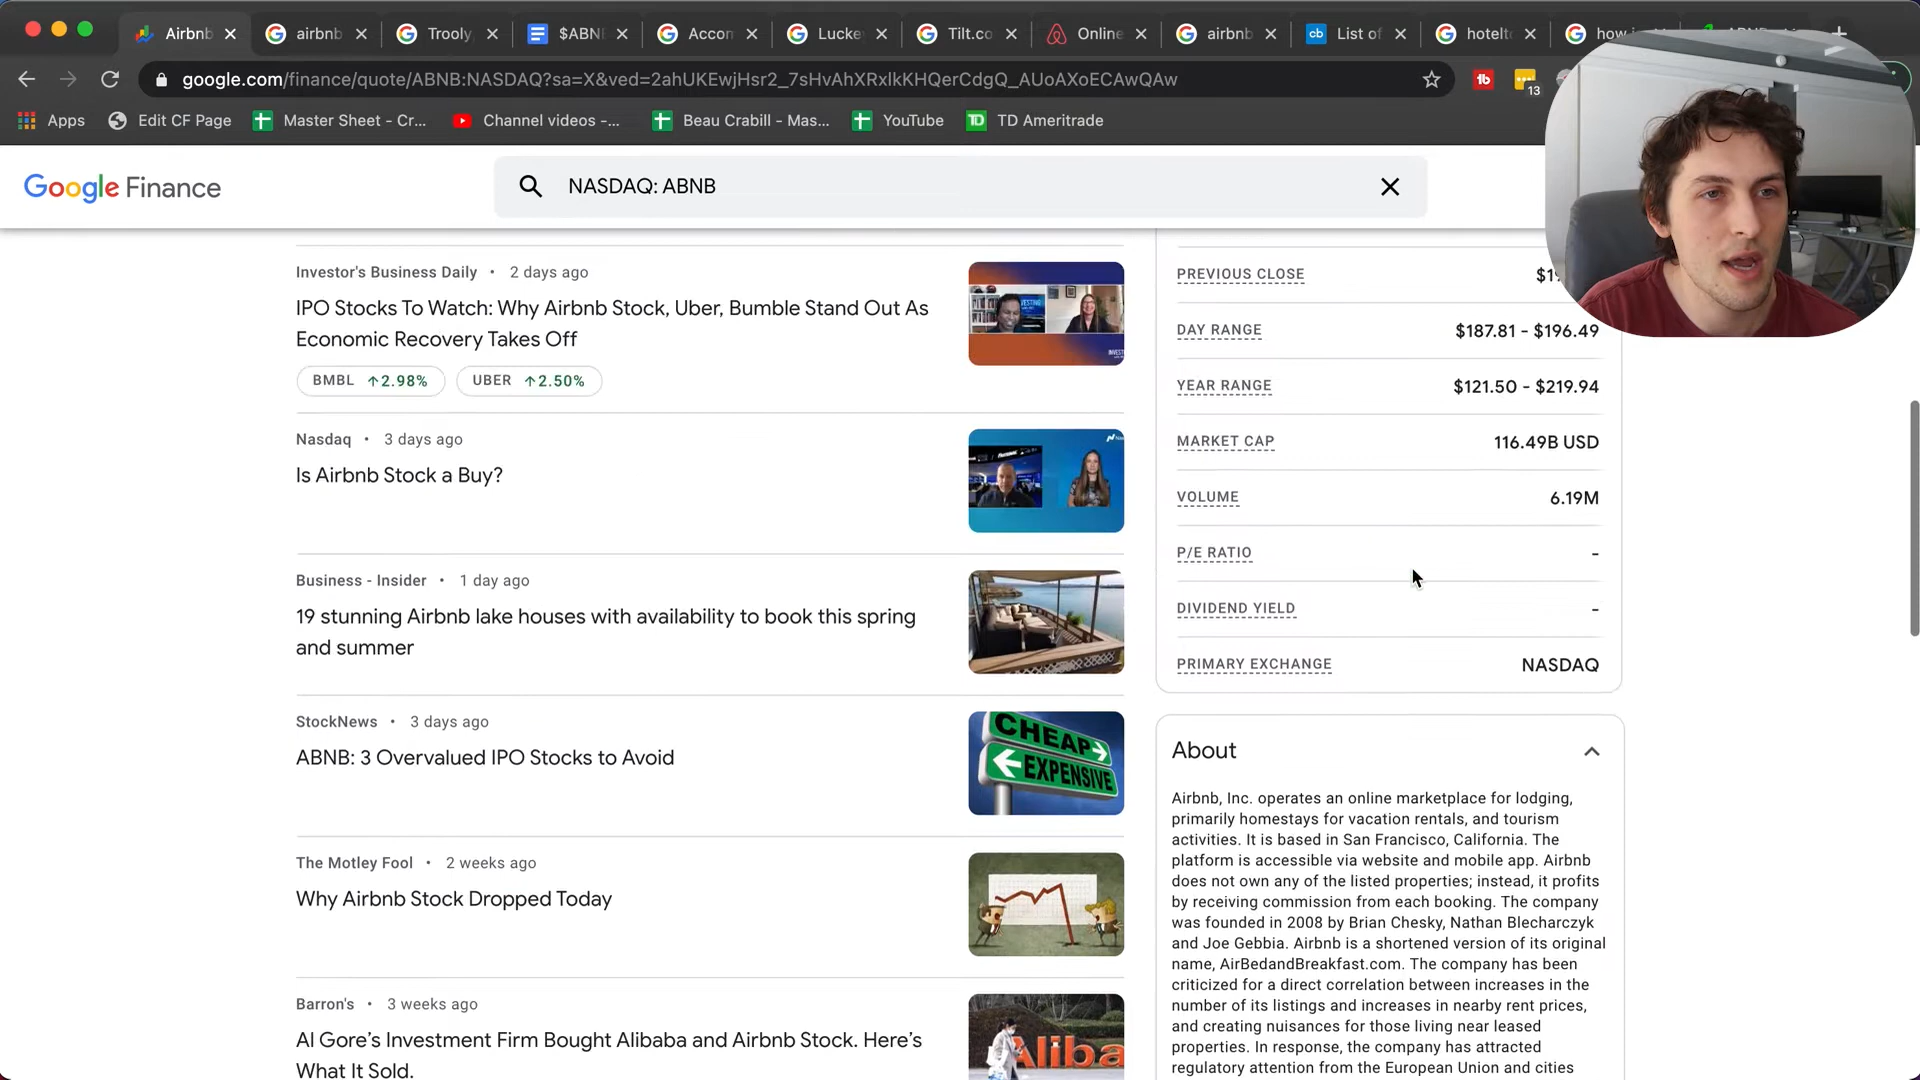 Airbnb
airbnb
Trooly
$ABN
Accon
Lucke
Tilt.co
Online
airbnb
cb
List of
hotelto
google.com/finance/quote/ABNB:NASDAQ?sa=X&ved=2ahUKEwjHsr2_7sHvAhXRxlkKHQerCdgQ_AUoAXoECAwQAw
tb
13
Apps
Edit CF Page
Master Sheet - Cr...
Channel videos -...
Beau Crabill - Mas...
YouTube
TD
TD Ameritrade
Google Finance
NASDAQ: ABNB
Investor's Business Daily • 2 days ago
IPO Stocks To Watch: Why Airbnb Stock, Uber, Bumble Stand Out As
Economic Recovery Takes Off
BMBL ↑2.98%
UBER ↑2.50%
Nasdaq • 3 days ago
Is Airbnb Stock a Buy?
Business - Insider • 1 day ago
19 stunning Airbnb lake houses with availability to book this spring
and summer
StockNews • 3 days ago
ABNB: 3 Overvalued IPO Stocks to Avoid
CHEAP
EXPENSIVE
The Motley Fool • 2 weeks ago
Why Airbnb Stock Dropped Today
Barron's • 3 weeks ago
Al Gore's Investment Firm Bought Alibaba and Airbnb Stock. Here's
What It Sold.
Aliba
PREVIOUS CLOSE
DAY RANGE $187.81 - $196.49
YEAR RANGE $121.50 - $219.94
MARKET CAP 116.49B USD
VOLUME 6.19M
P/E RATIO -
DIVIDEND YIELD -
PRIMARY EXCHANGE NASDAQ
About
Airbnb, Inc. operates an online marketplace for lodging,
primarily homestays for vacation rentals, and tourism
activities. It is based in San Francisco, California. The
platform is accessible via website and mobile app. Airbnb
does not own any of the listed properties; instead, it profits
by receiving commission from each booking. The company
was founded in 2008 by Brian Chesky, Nathan Blecharczyk
and Joe Gebbia. Airbnb is a shortened version of its original
name, AirBedandBreakfast.com. The company has been
criticized for a direct correlation between increases in the
number of its listings and increases in nearby rent prices,
and creating nuisances for those living near leased
properties. In response, the company has attracted
regulatory attention from the European Union and cities